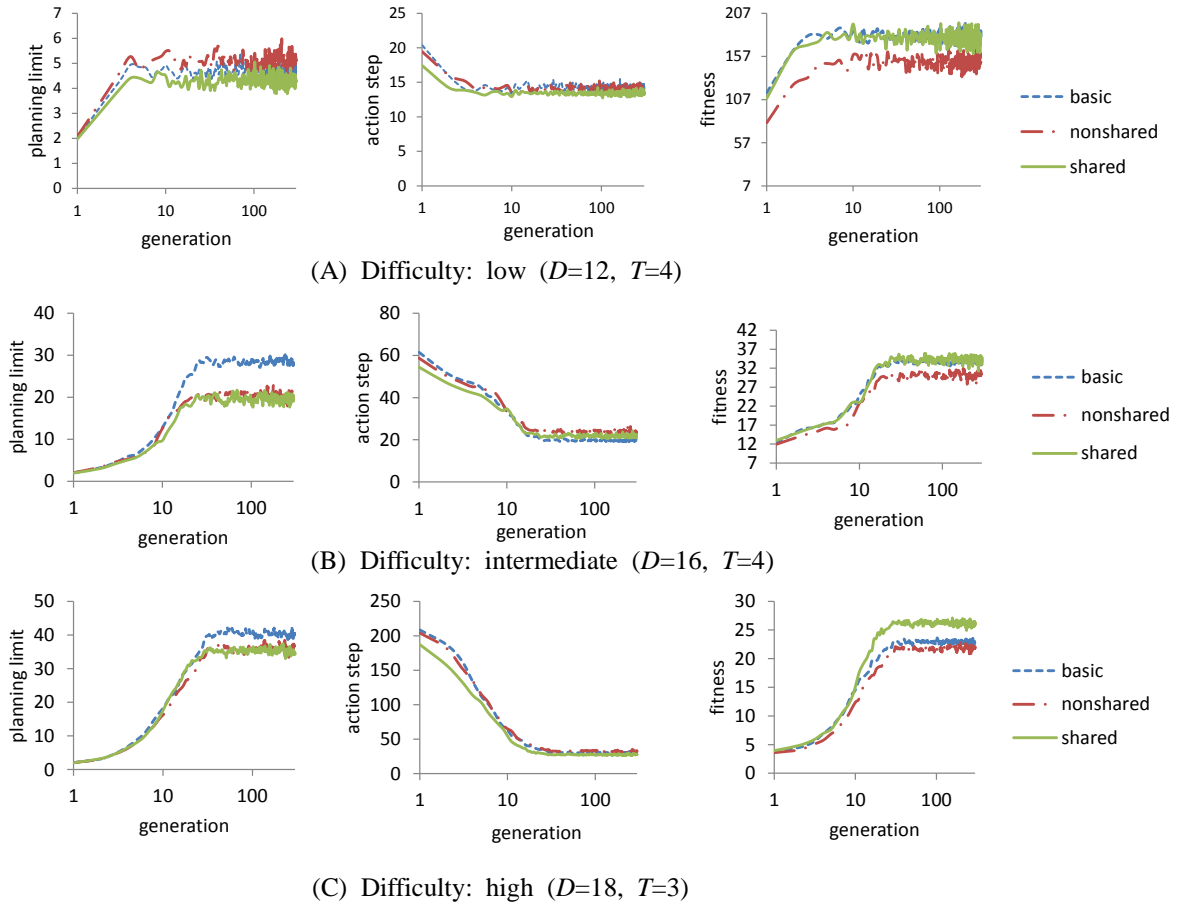 planning limit
7
6
5
4
3
2
1
0
1 10 100
generation
action step
25
20
15
10
5
0
1 10 100
generation
fitness
207
157
107
57
7
1 10 100
generation
basic
nonshared
shared
(A) Difficulty: low (D=12, T=4)
planning limit
40
30
20
10
0
1 10 100
generation
action step
80
60
40
20
0
1 10 100
generation
fitness
42
37
32
27
22
17
12
7
1 10 100
generation
basic
nonshared
shared
(B) Difficulty: intermediate (D=16, T=4)
planning limit
50
40
30
20
10
0
1 10 100
generation
action step
250
200
150
100
50
0
1 10 100
generation
fitness
30
25
20
15
10
5
0
1 10 100
generation
basic
nonshared
shared
(C) Difficulty: high (D=18, T=3)